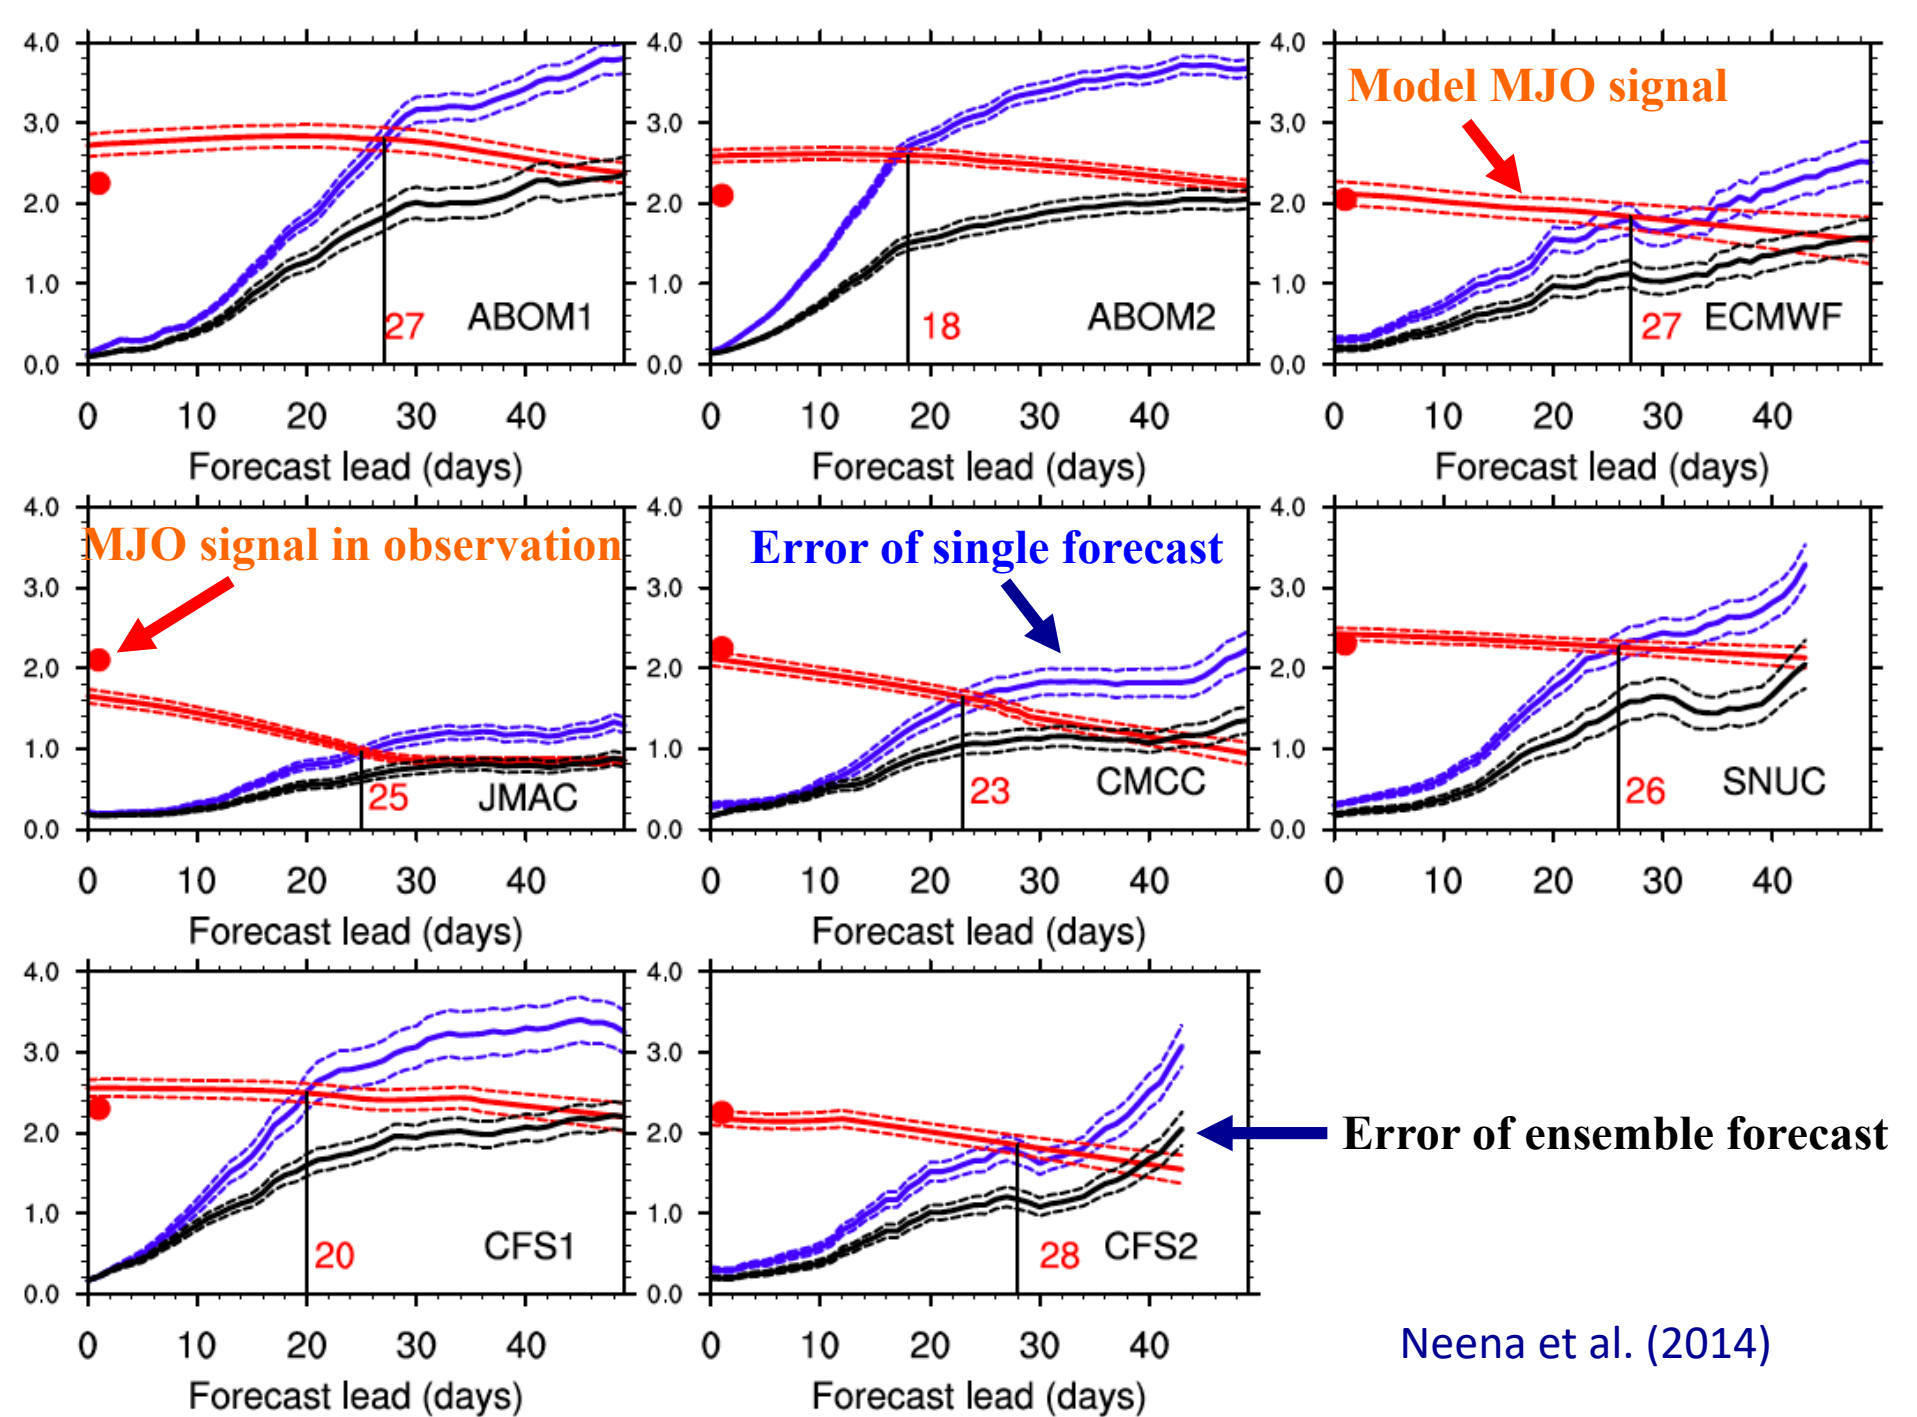 4.0 4.0 4.0
Model MJO signal
3.0 3.0 3.0
2.0 2.0 2.0
1.0 1.0 1.0
27 ABOM1 18 ABOM2 27 ECMWF
0.0 0.0 0.0
0 10 20 30 40 0 10 20 30 40 0 10 20 30 40
Forecast lead (days) Forecast lead (days) Forecast lead (days)
4.0 4.0 4.0
MJO signal in observation Error of single forecast
3.0 3.0 3.0
2.0 2.0 2.0
1.0 1.0 1.0
25 JMAC 23 CMCC 26 SNUC
0.0 0.0 0.0
0 10 20 30 40 0 10 20 30 40 0 10 20 30 40
Forecast lead (days) Forecast lead (days)
4.0 4.0
3.0 3.0
2.0 2.0 Error of ensemble forecast
1.0 1.0
20 CFS1 28 CFS2
0.0 0.0
Neena et al. (2014)
0 10 20 30 40 0 10 20 30 40
Forecast lead (days) Forecast lead (days)